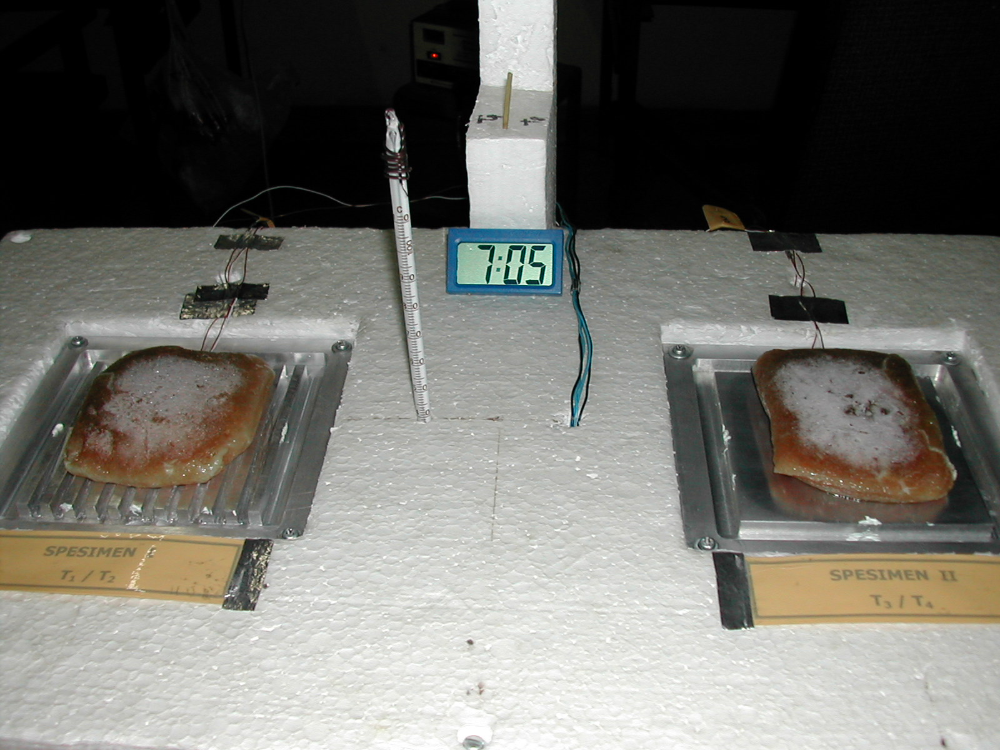 7:05
SPESIMEN
T₁ / T₂
SPESIMEN II
T₃ / T₄